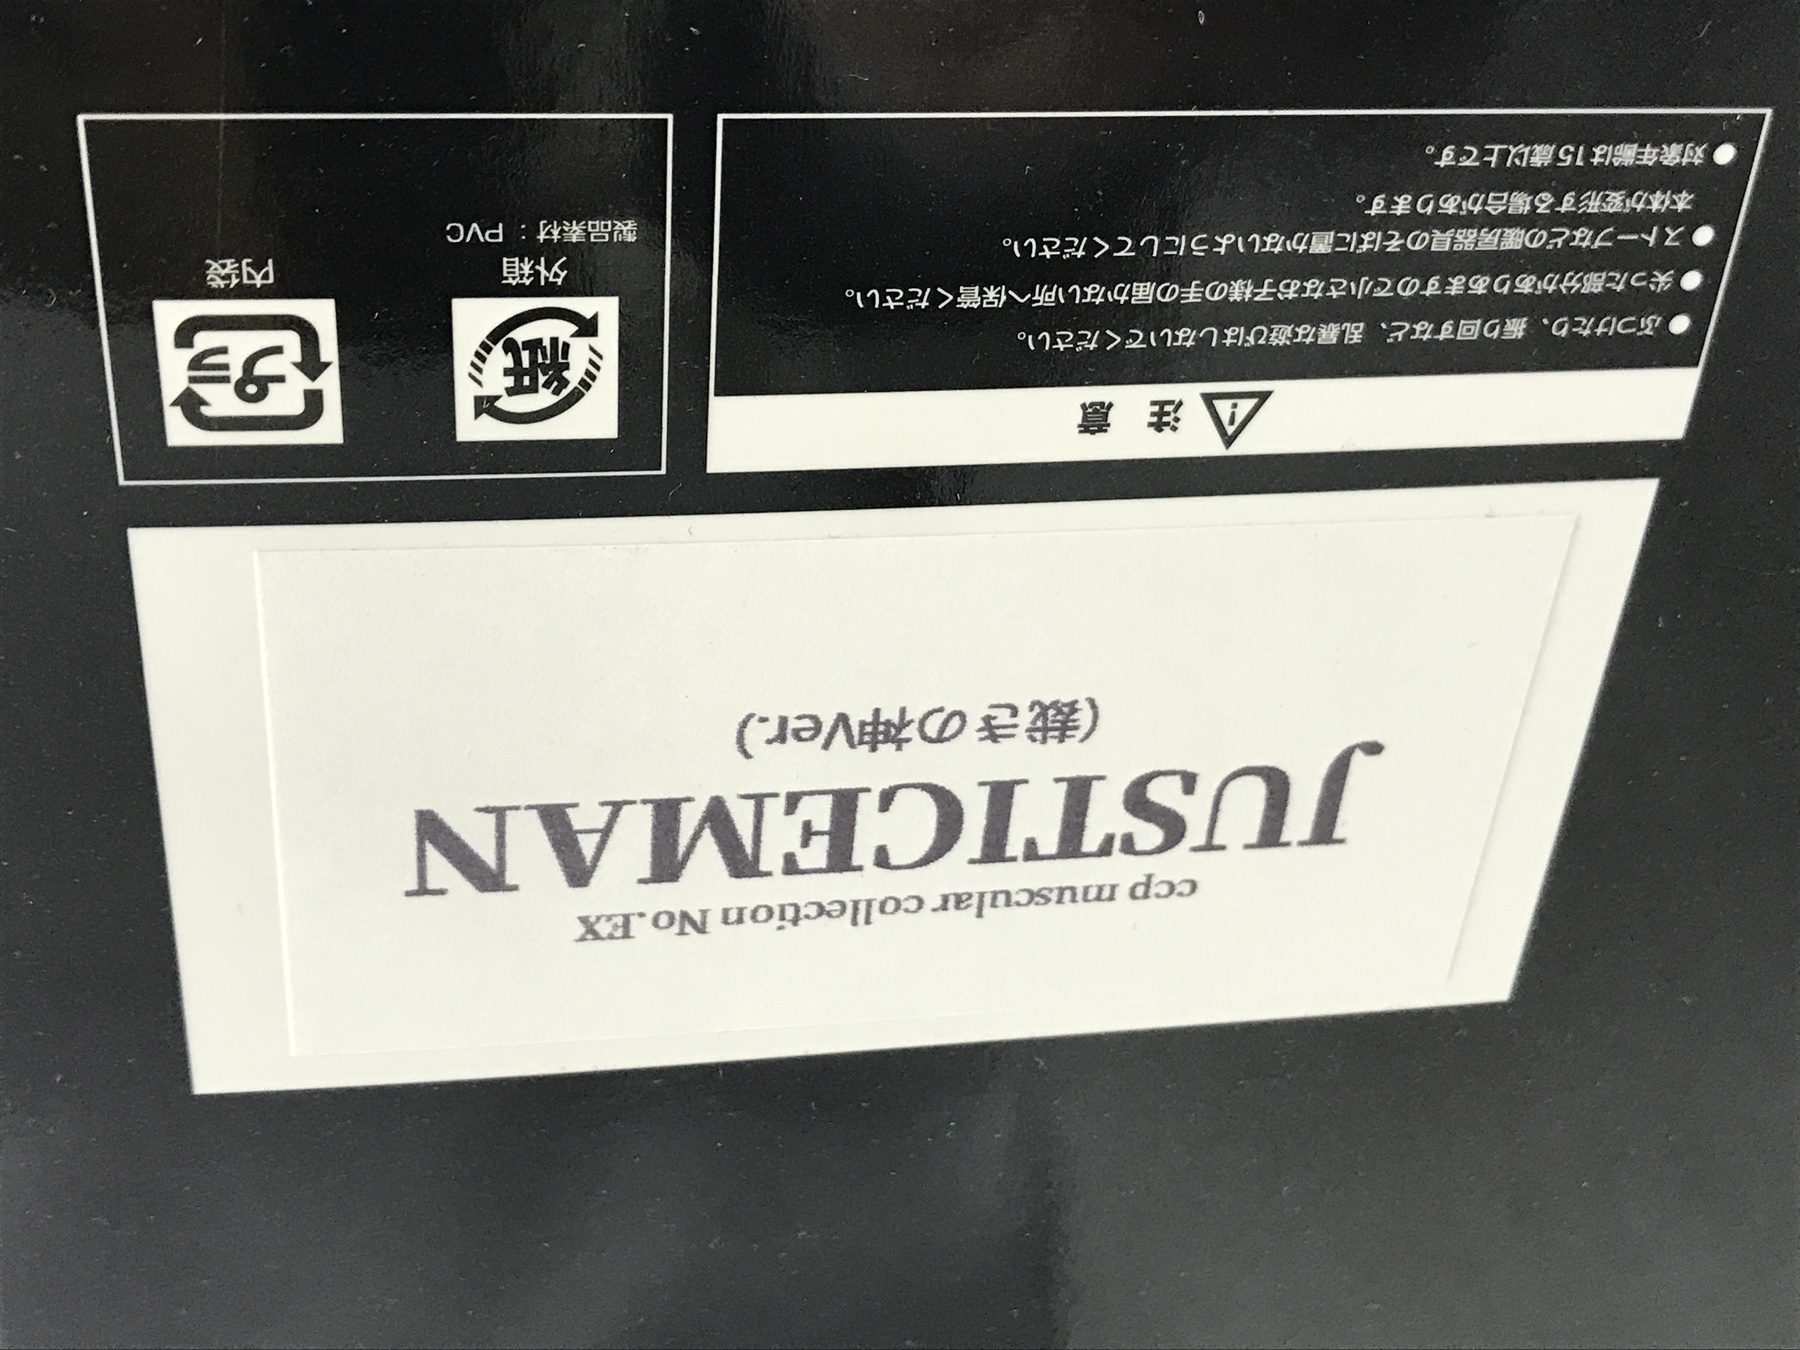 ccp muscular collection No.EX
JUSTICEMAN
(裁きの神Ver.)
注意
●ぶつけたり、振り回すなど、乱暴な遊びはしないでください。
●尖った部分がありますので小さなお子様の手の届かない所へ保管ください。
●ストーブなどの暖房器具のそばに置かないようにしてください。
本体が変形する場合があります。
●対象年齢は15歳以上です。
紙
外箱
プラ
内袋
製品素材：PVC